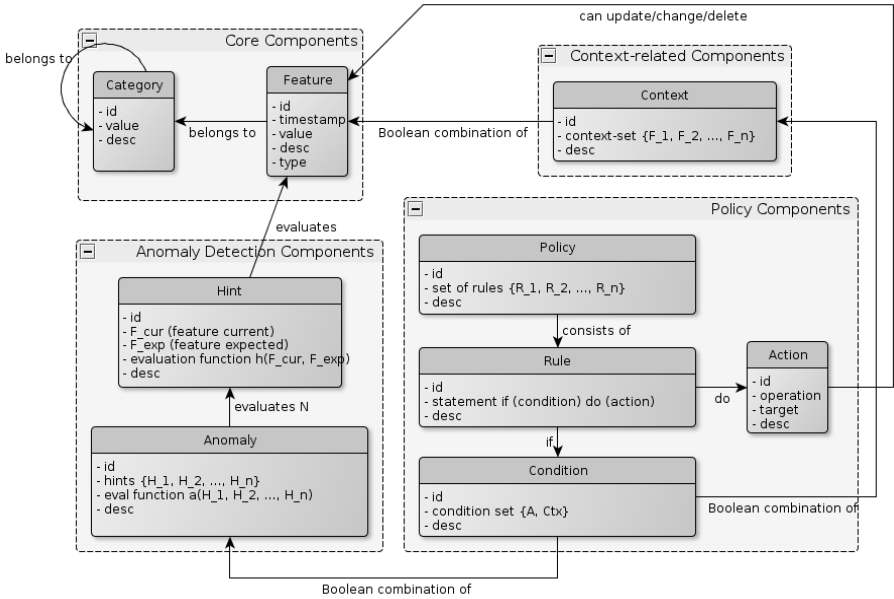 can update/change/delete
Core Components
belongs to
Category
- id
- value
- desc
Feature
- id
- timestamp
- value
- desc
- type
belongs to
Boolean combination of
Context-related Components
Context
- id
- context-set {F_1, F_2, ..., F_n}
- desc
evaluates
Anomaly Detection Components
Hint
- id
- F_cur (feature current)
- F_exp (feature expected)
- evaluation function h(F_cur, F_exp)
- desc
evaluates N
Anomaly
- id
- hints {H_1, H_2, ..., H_n}
- eval function a(H_1, H_2, ..., H_n)
- desc
Policy Components
Policy
- id
- set of rules {R_1, R_2, ..., R_n}
- desc
consists of
Rule
- id
- statement if (condition) do (action)
- desc
do
Action
- id
- operation
- target
- desc
if
Condition
- id
- condition set {A, Ctx}
- desc
Boolean combination of
Boolean combination of